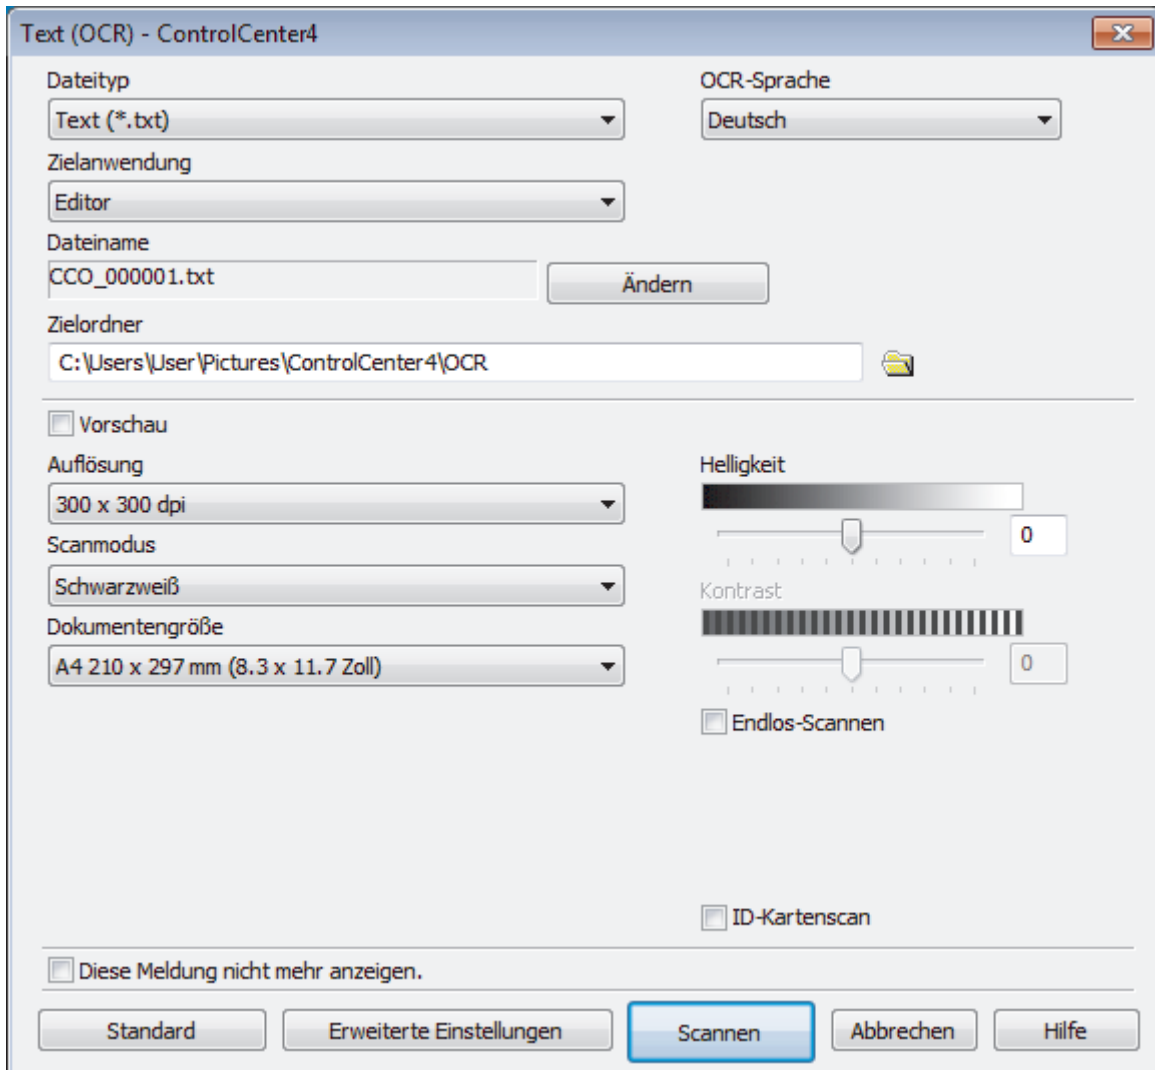 Text (OCR) - ControlCenter4
Dateityp
OCR-Sprache
Text (*.txt)
Deutsch
Zielanwendung
Editor
Dateiname
CCO_000001.txt
Ändern
Zielordner
C:\Users\User\Pictures\ControlCenter4\OCR
Vorschau
Auflösung
Helligkeit
300 x 300 dpi
0
Scanmodus
Schwarzweiß
Kontrast
Dokumentengröße
A4 210 x 297 mm (8.3 x 11.7 Zoll)
0
Endlos-Scannen
ID-Kartenscan
Diese Meldung nicht mehr anzeigen.
Standard
Erweiterte Einstellungen
Scannen
Abbrechen
Hilfe